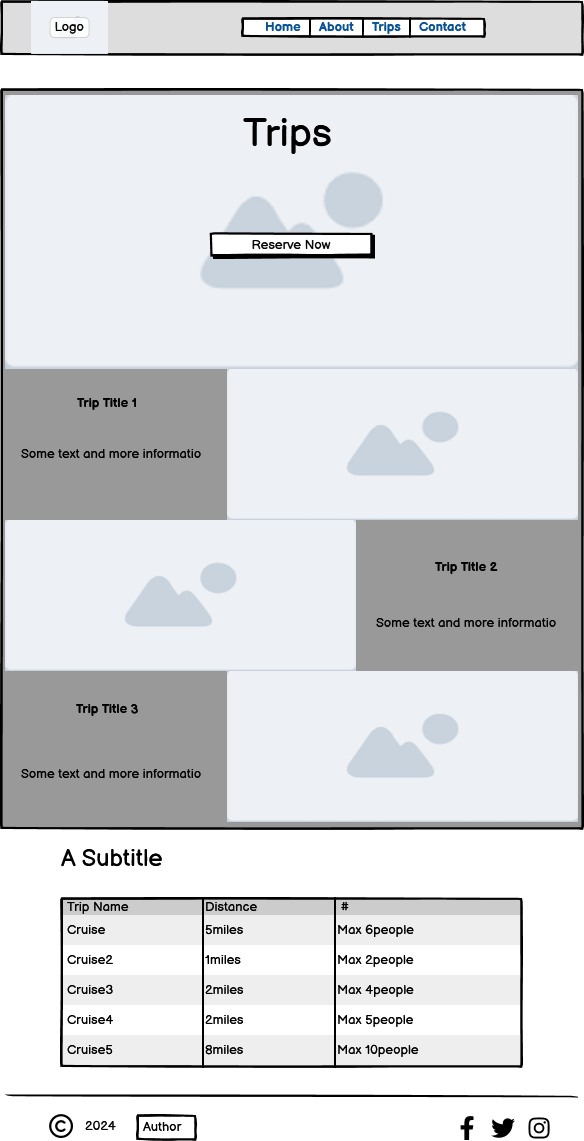 Logo
Home About Trips Contact
Trips
Reserve Now
Trip Title 1
Some text and more informatio
Trip Title 2
Some text and more informatio
Trip Title 3
Some text and more informatio
A Subtitle
Trip Name Distance #
Cruise 5miles Max 6people
Cruise2 1miles Max 2people
Cruise3 2miles Max 4people
Cruise4 2miles Max 5people
Cruise5 8miles Max 10people
© 2024 Author